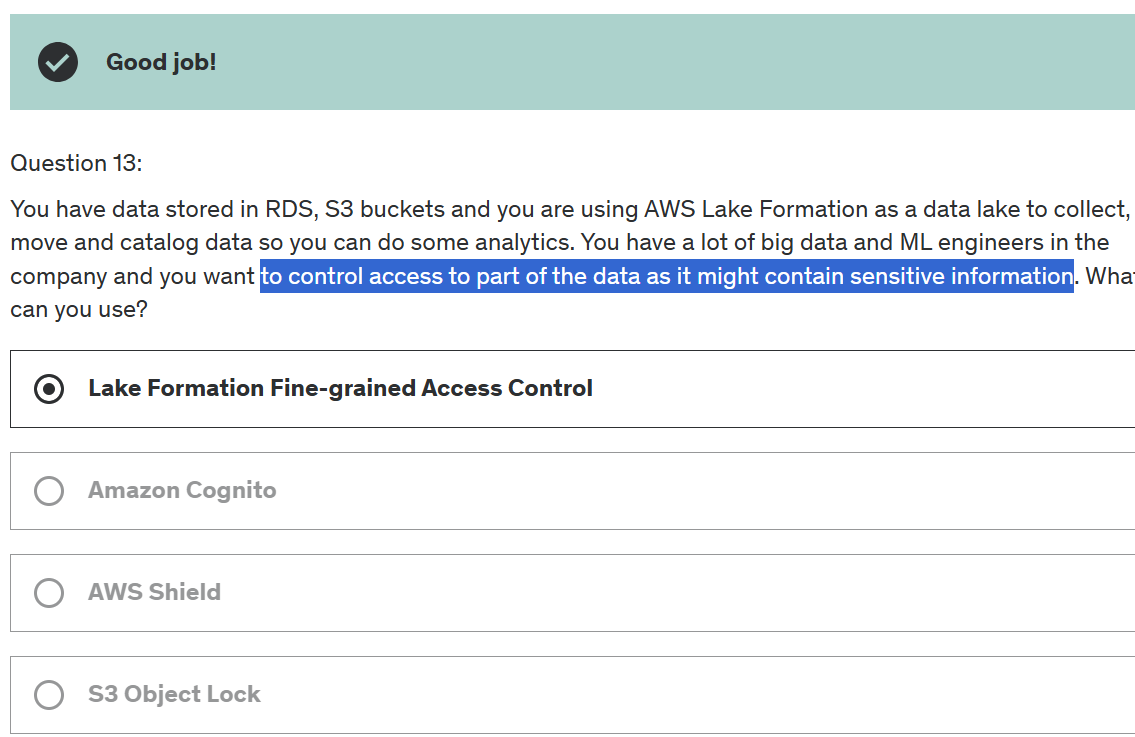 Good job!
Question 13:
You have data stored in RDS, S3 buckets and you are using AWS Lake Formation as a data lake to collect,
move and catalog data so you can do some analytics. You have a lot of big data and ML engineers in the
company and you want to control access to part of the data as it might contain sensitive information. Wha
can you use?
Lake Formation Fine-grained Access Control
Amazon Cognito
AWS Shield
S3 Object Lock